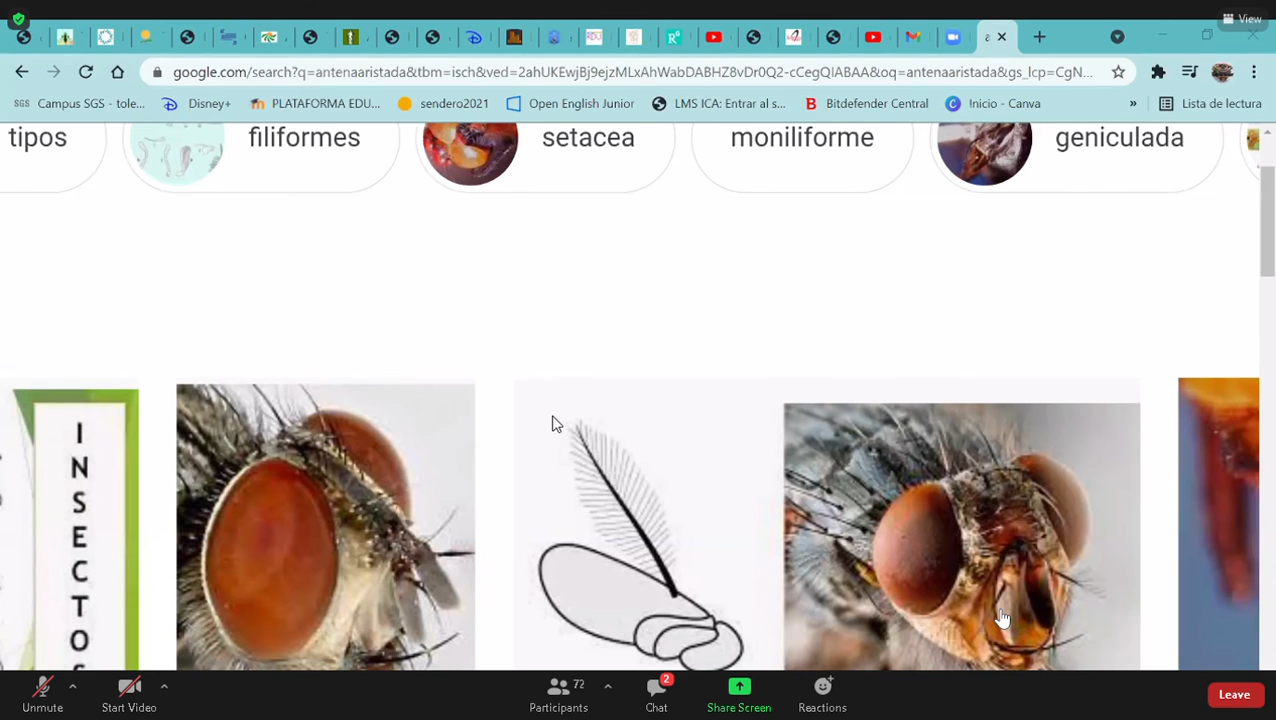 View
google.com/search?q=antenaaristada&tbm=isch&ved=2ahUKEwjBj9ejzMLxAhWabDABHZ8vDr0Q2-cCegQIABAA&oq=antenaaristada&gs_lcp=CgN...
SGS Campus SGS - tole... Disney+ PLATAFORMA EDU... sendero2021 Open English Junior LMS ICA: Entrar al s... Bitdefender Central Inicio - Canva » Lista de lectura
tipos filiformes setacea moniliforme geniculada
INSECTOS
72 2
Unmute Start Video Participants Chat Share Screen Reactions Leave